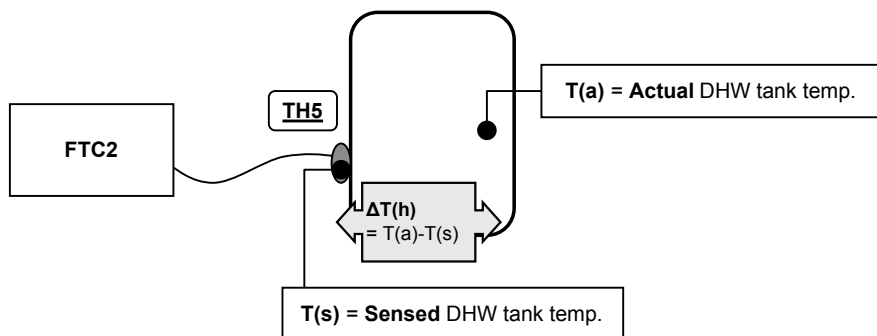 T(a) = Actual DHW tank temp.
TH5
FTC2
ΔT(h)
= T(a)-T(s)
T(s) = Sensed DHW tank temp.